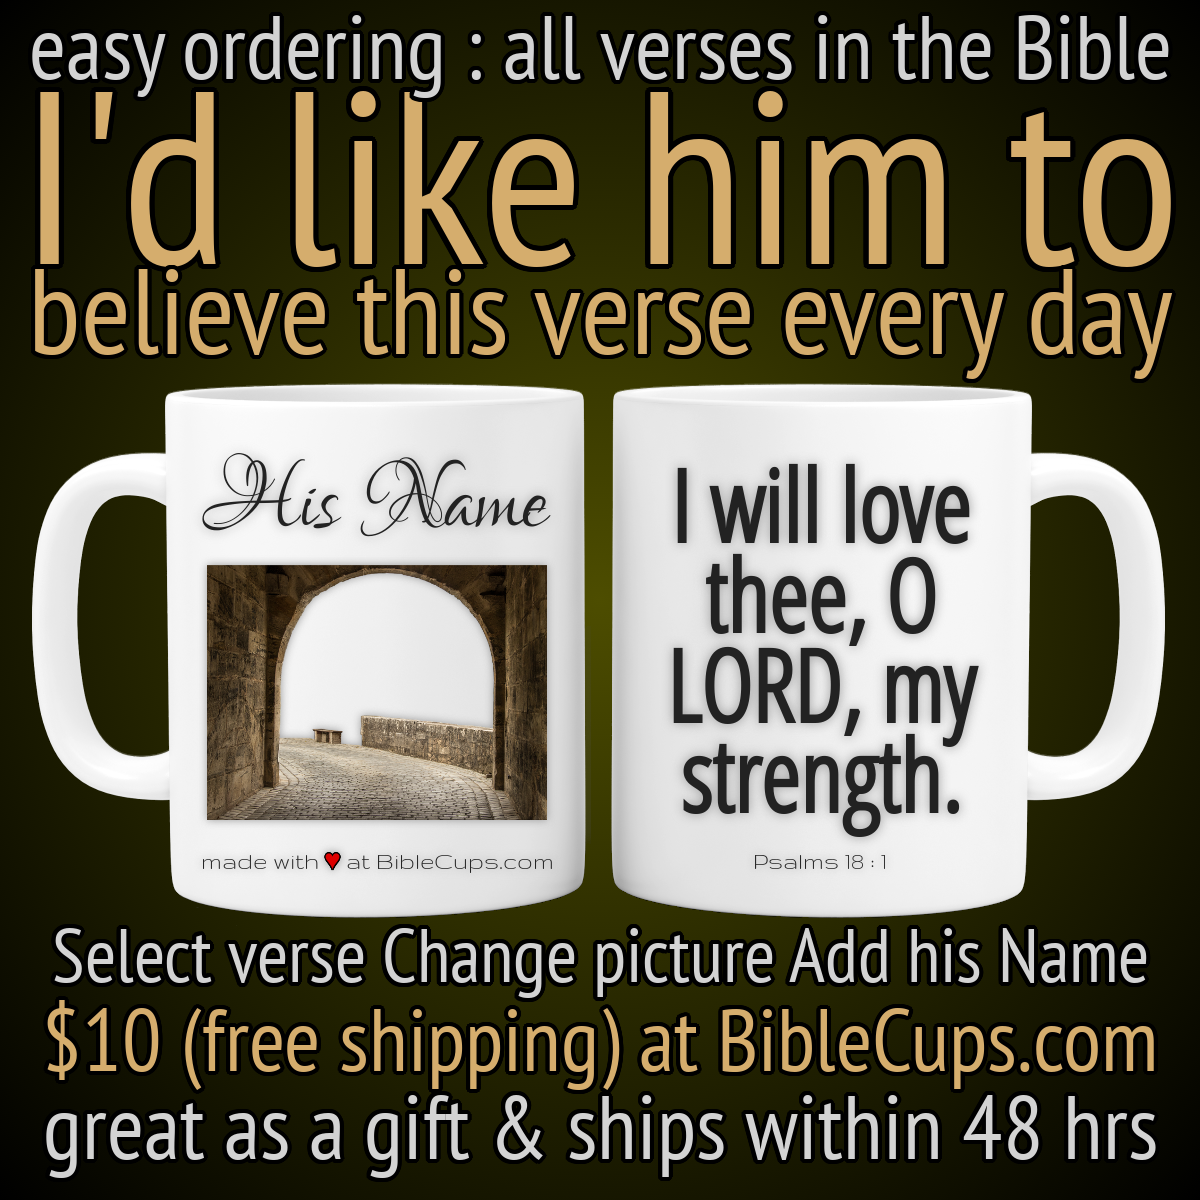 easy ordering : all verses in the Bible
I'd like him to
believe this verse every day
His Name
made with ❤ at BibleCups.com
I will love
thee, O
LORD, my
strength.
Psalms 18 : 1
Select verse Change picture Add his Name
$10 (free shipping) at BibleCups.com
great as a gift & ships within 48 hrs